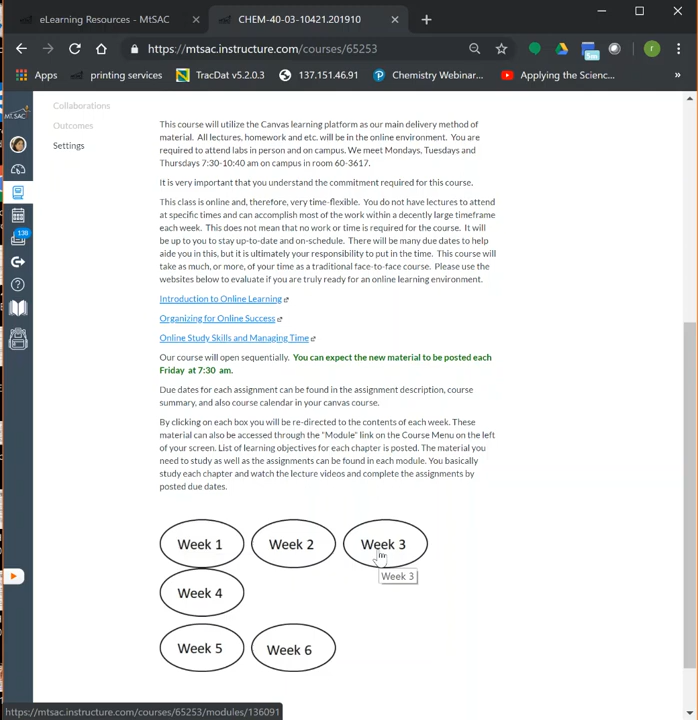 eLearning Resources - MtSAC
CHEM-40-03-10421.201910
https://mtsac.instructure.com/courses/65253
Apps
printing services
TracDat v5.2.0.3
137.151.46.91
Chemistry Webinar...
Applying the Scienc...
Collaborations
Outcomes
Settings
MT.SAC
138
5m
r
This course will utilize the Canvas learning platform as our main delivery method of
material. All lectures, homework and etc. will be in the online environment. You are
required to attend labs in person and on campus. We meet Mondays, Tuesdays and
Thursdays 7:30-10:40 am on campus in room 60-3617.
It is very important that you understand the commitment required for this course.
This class is online and, therefore, very time-flexible. You do not have lectures to attend
at specific times and can accomplish most of the work within a decently large timeframe
each week. This does not mean that no work or time is required for the course. It will
be up to you to stay up-to-date and on-schedule. There will be many due dates to help
aide you in this, but it is ultimately your responsibility to put in the time. This course will
take as much, or more, of your time as a traditional face-to-face course. Please use the
websites below to evaluate if you are truly ready for an online learning environment.
Introduction to Online Learning
Organizing for Online Success
Online Study Skills and Managing Time
Our course will open sequentially. You can expect the new material to be posted each
Friday at 7:30 am.
Due dates for each assignment can be found in the assignment description, course
summary, and also course calendar in your canvas course.
By clicking on each box you will be re-directed to the contents of each week. These
material can also be accessed through the "Module" link on the Course Menu on the left
of your screen. List of learning objectives for each chapter is posted. The material you
need to study as well as the assignments can be found in each module. You basically
study each chapter and watch the lecture videos and complete the assignments by
posted due dates.
Week 1
Week 2
Week 3
Week 3
Week 4
Week 5
Week 6
https://mtsac.instructure.com/courses/65253/modules/136091